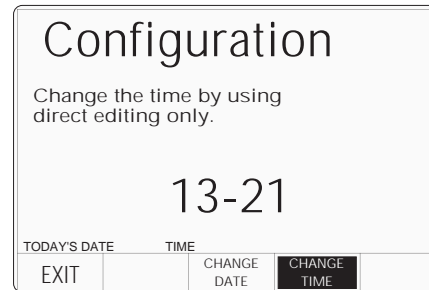 Configuration
Change the time by using
direct editing only.
13-21
TODAY'S DATE TIME
EXIT
CHANGE
DATE
CHANGE
TIME